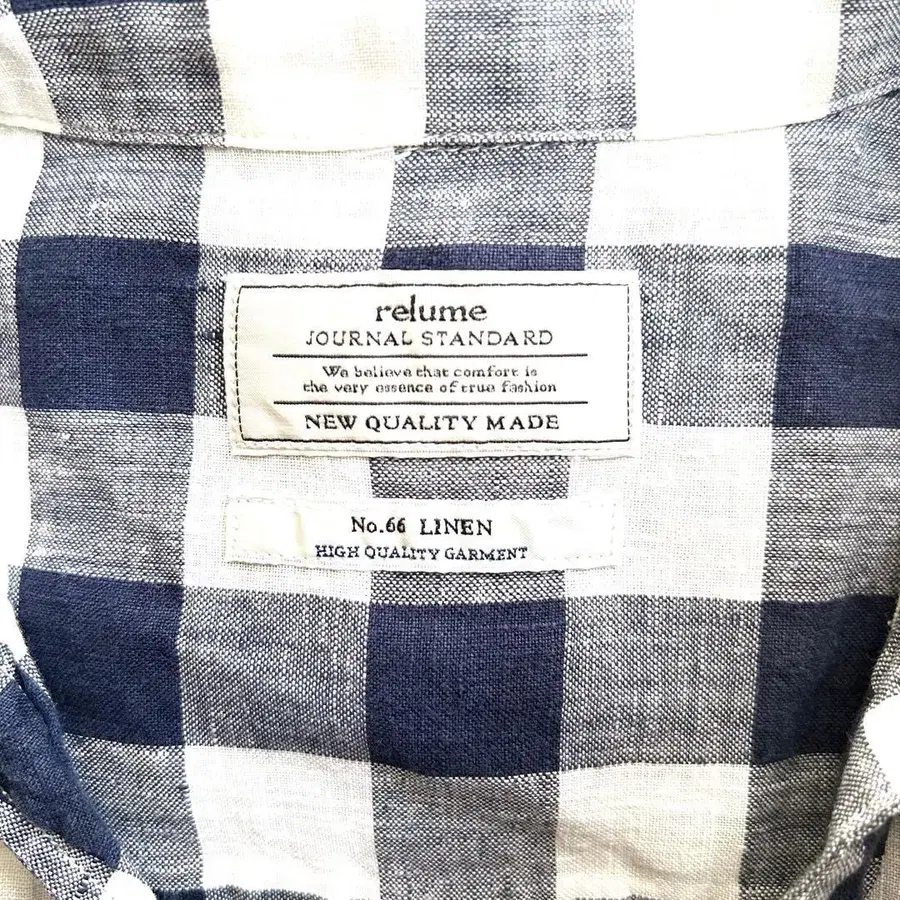 relume
JOURNAL STANDARD
We believe that comfort is
the very essence of true fashion
NEW QUALITY MADE
No.66 LINEN
HIGH QUALITY GARMENT